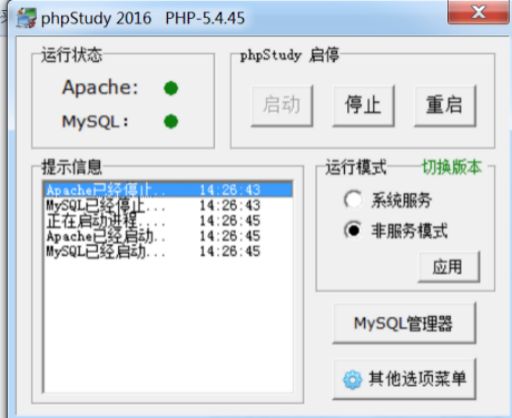 phpStudy 2016 PHP-5.4.45
运行状态
Apache:
MySQL:
phpStudy 启停
启动 停止 重启
提示信息
Apache已经停止.. 14:26:43
MySQL已经停止... 14:26:43
正在启动进程.... 14:26:45
Apache已经启动.. 14:26:45
MySQL已经启动... 14:26:45
运行模式 切换版本
系统服务
非服务模式
应用
MySQL管理器
其他选项菜单